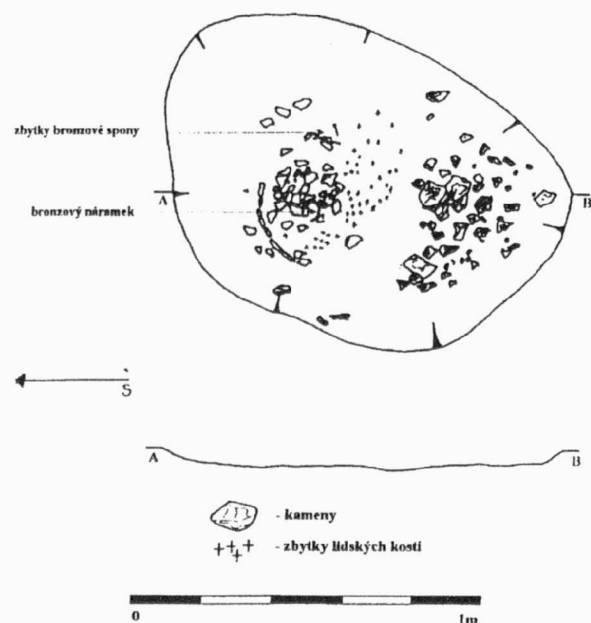 zbytky bronzové spony
A
B
bronzový náramek
S
A
B
- kameny
- zbytky lidských kostí
0
1m